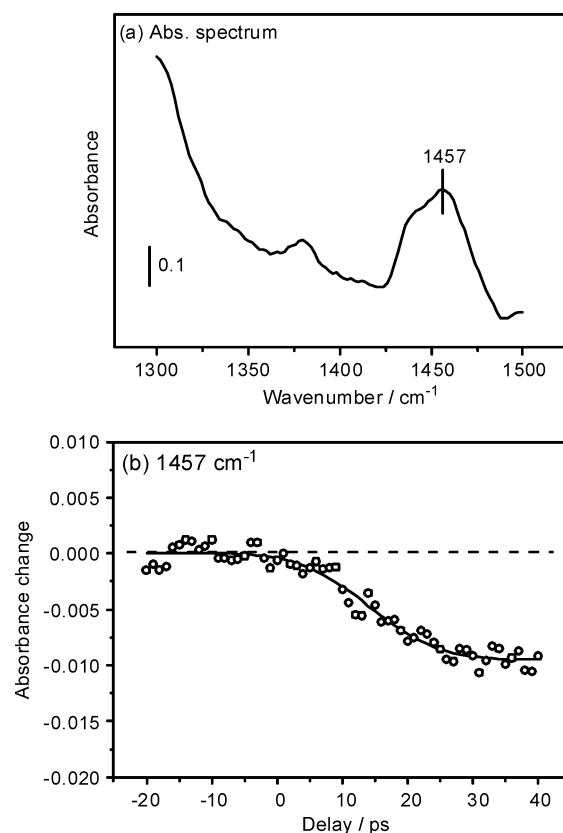 (a) Abs. spectrum
1457
Absorbance
0.1
1300 1350 1400 1450 1500
Wavenumber / cm-1
(b) 1457 cm-1
0.010
0.005
0.000
-0.005
-0.010
-0.015
-0.020
Absorbance change
-20 -10 0 10 20 30 40
Delay / ps